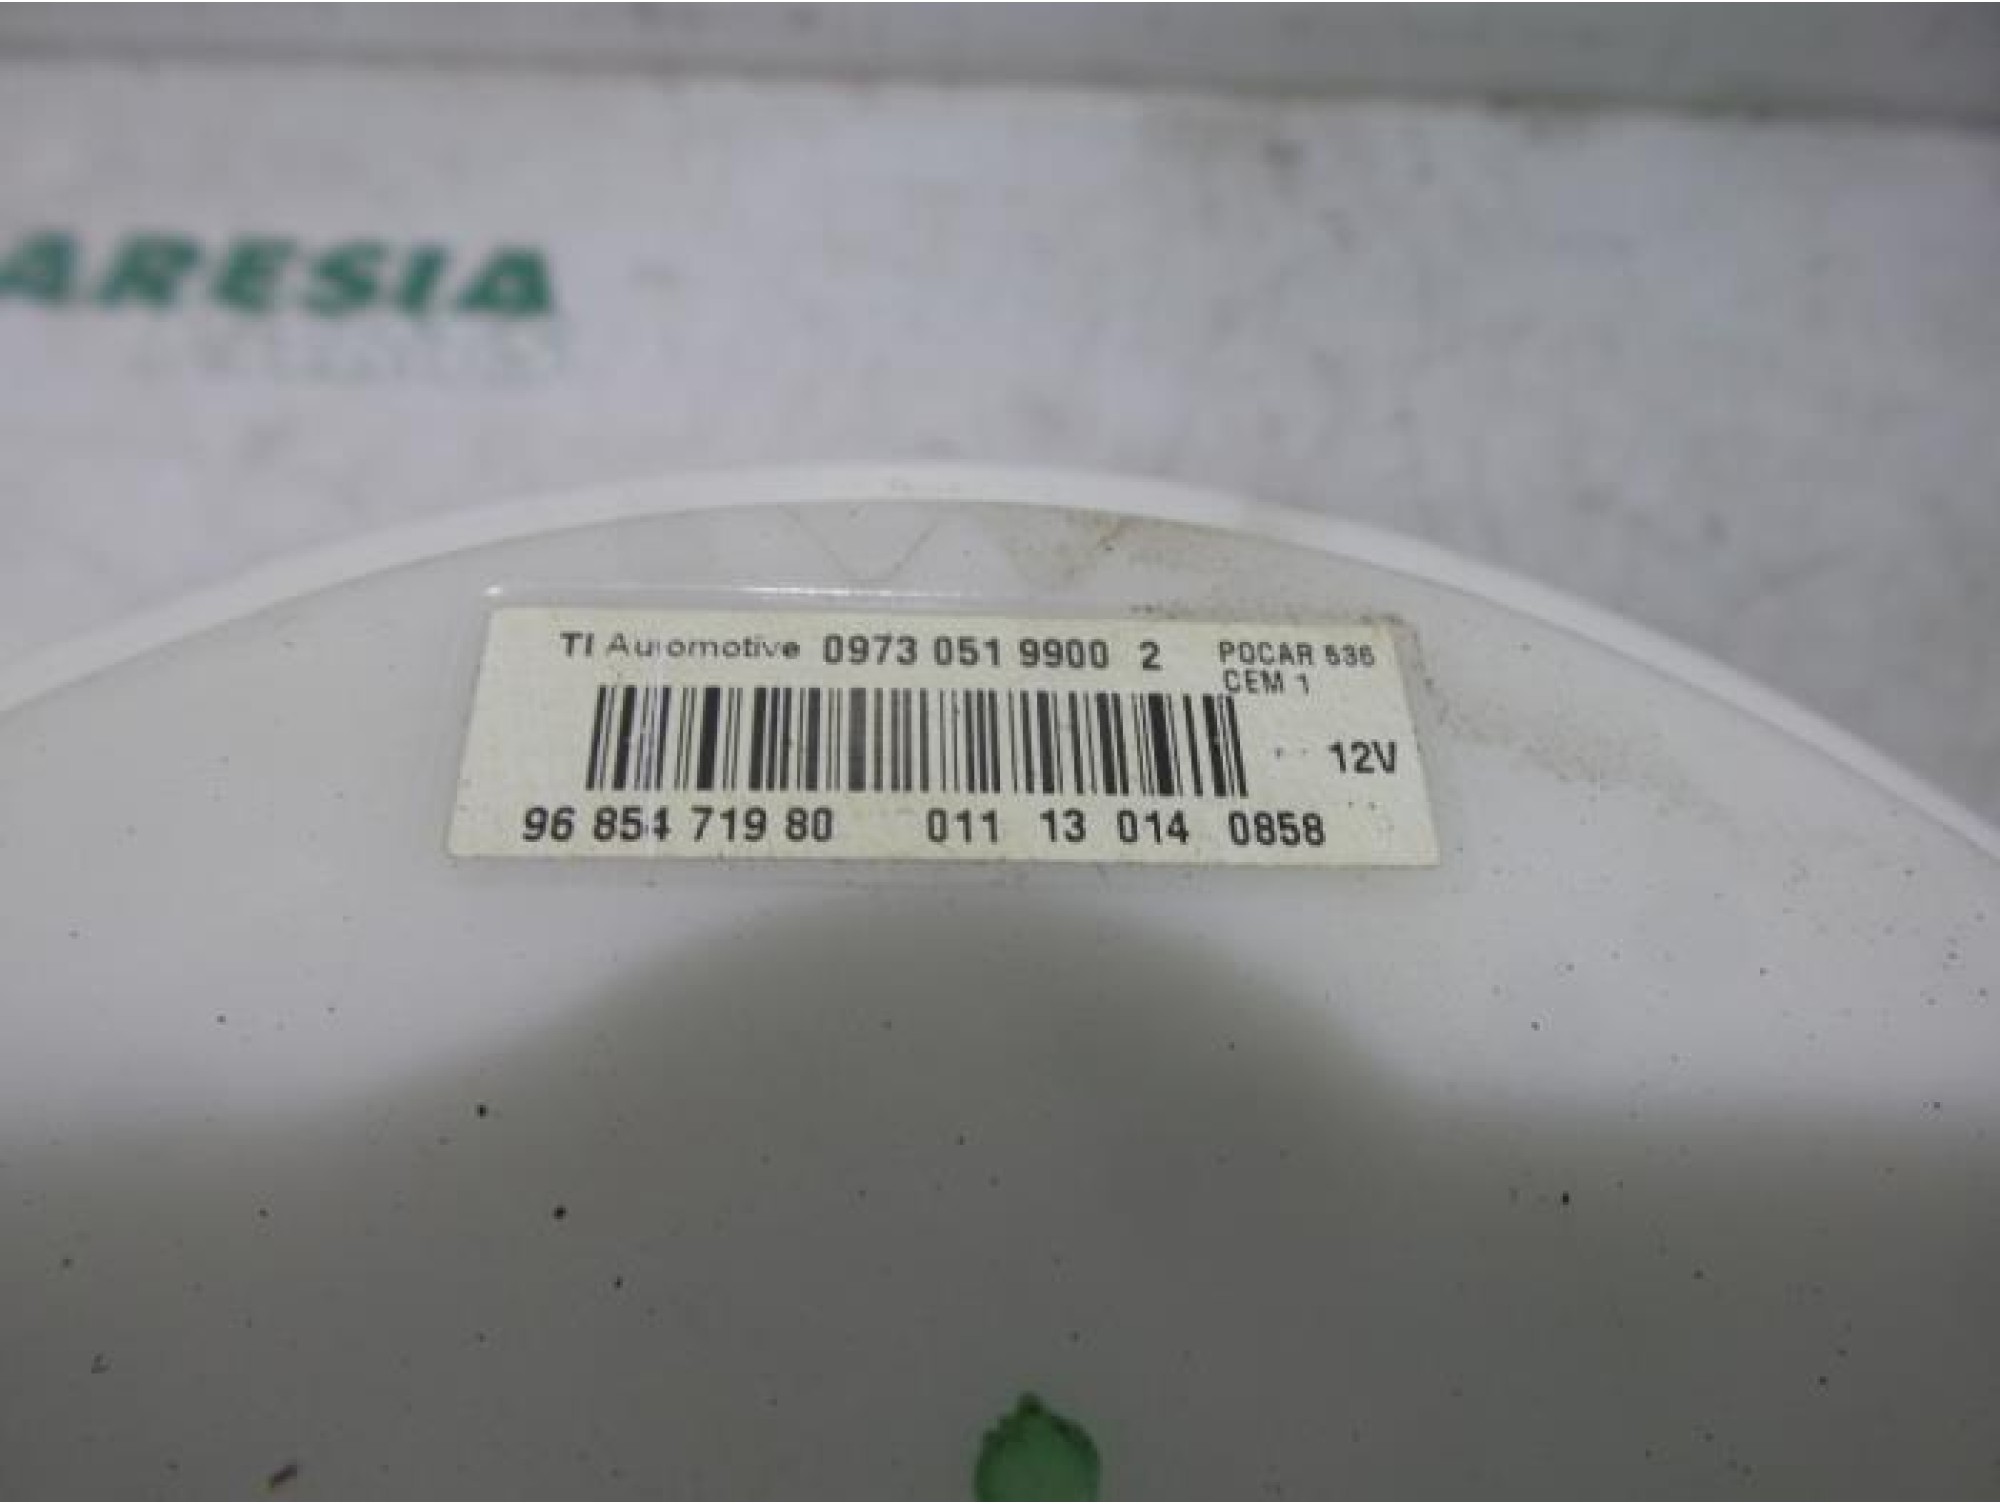 ARESIA
TI Automotive 0973 051 9900 2 POCAR 636
CEM 1
12V
96 854 719 80 011 13 014 0858